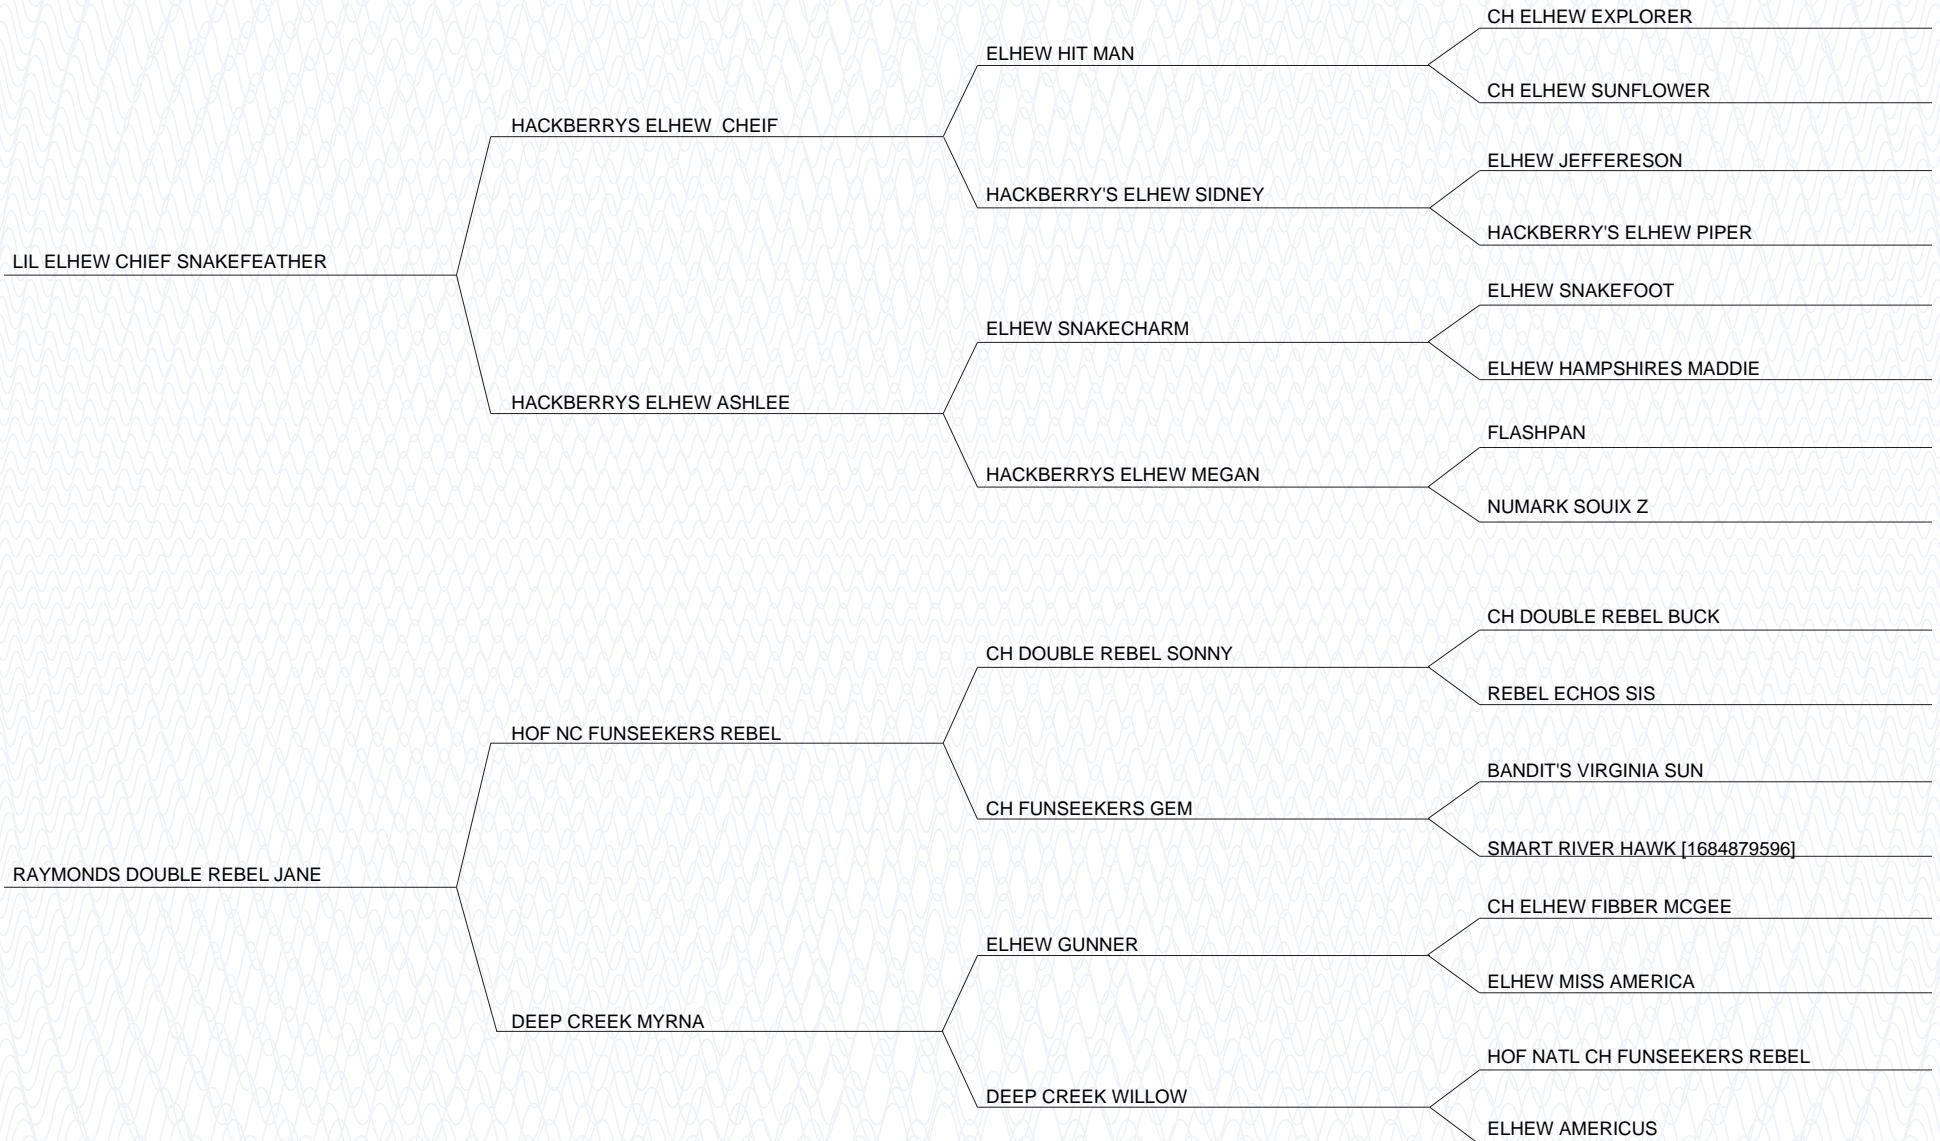 CH ELHEW EXPLORER
ELHEW HIT MAN
CH ELHEW SUNFLOWER
HACKBERRYS ELHEW  CHEIF
ELHEW JEFFERESON
HACKBERRY'S ELHEW SIDNEY
HACKBERRY'S ELHEW PIPER
LIL ELHEW CHIEF SNAKEFEATHER
ELHEW SNAKEFOOT
ELHEW SNAKECHARM
ELHEW HAMPSHIRES MADDIE
HACKBERRYS ELHEW ASHLEE
FLASHPAN
HACKBERRYS ELHEW MEGAN
NUMARK SOUIX Z
CH DOUBLE REBEL BUCK
CH DOUBLE REBEL SONNY
REBEL ECHOS SIS
HOF NC FUNSEEKERS REBEL
BANDIT'S VIRGINIA SUN
CH FUNSEEKERS GEM
SMART RIVER HAWK [1684879596]
RAYMONDS DOUBLE REBEL JANE
CH ELHEW FIBBER MCGEE
ELHEW GUNNER
ELHEW MISS AMERICA
DEEP CREEK MYRNA
HOF NATL CH FUNSEEKERS REBEL
DEEP CREEK WILLOW
ELHEW AMERICUS